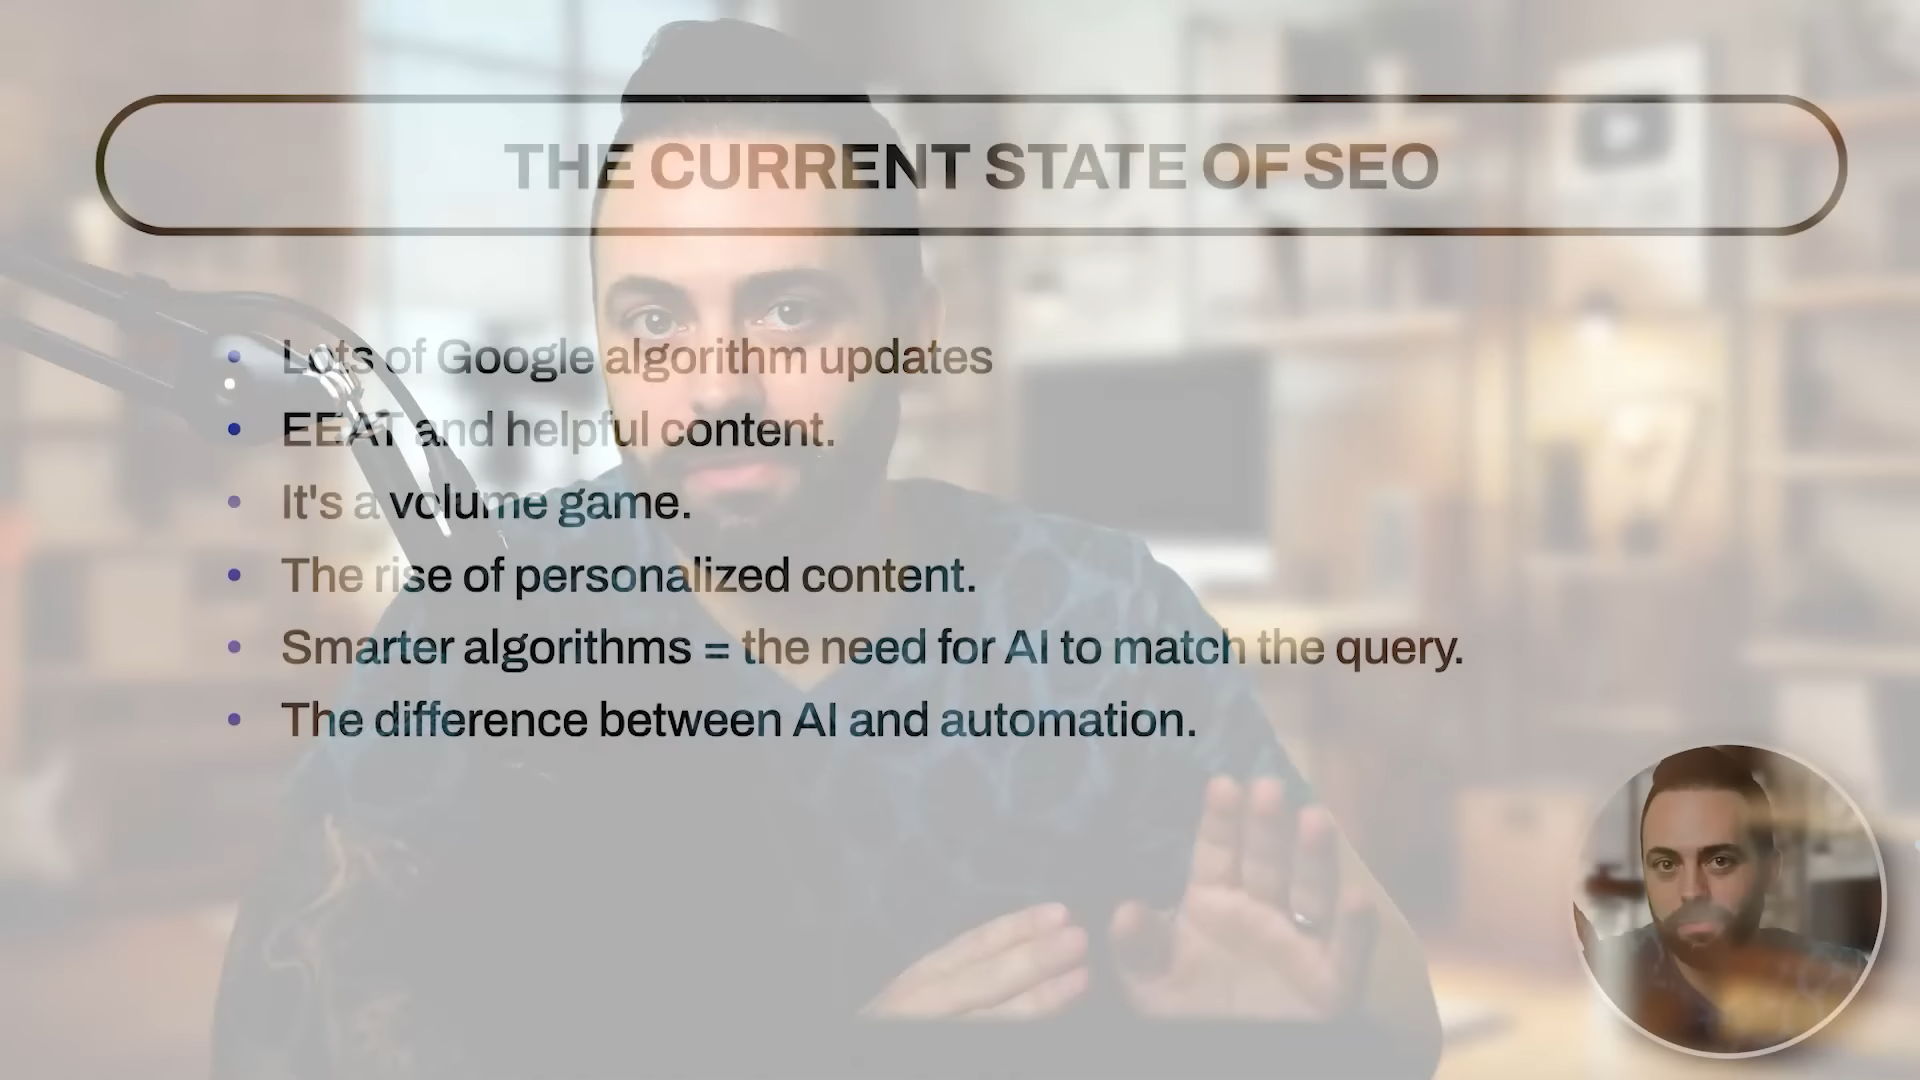 THE CURRENT STATE OF SEO
Lots of Google algorithm updates
EEAT and helpful content.
It's a volume game.
The rise of personalized content.
Smarter algorithms = the need for AI to match the query.
The difference between AI and automation.